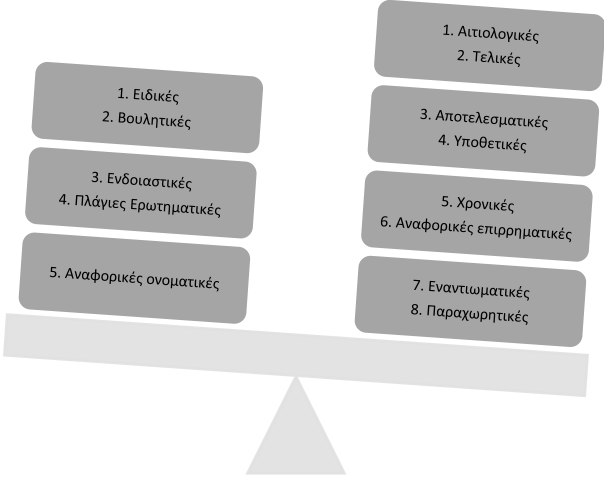 1. Ειδικές
2. Βουλητικές
3. Ενδοιαστικές
4. Πλάγιες Ερωτηματικές
5. Αναφορικές ονοματικές
1. Αιτιολογικές
2. Τελικές
3. Αποτελεσματικές
4. Υποθετικές
5. Χρονικές
6. Αναφορικές επιρρηματικές
7. Εναντιωματικές
8. Παραχωρητικές